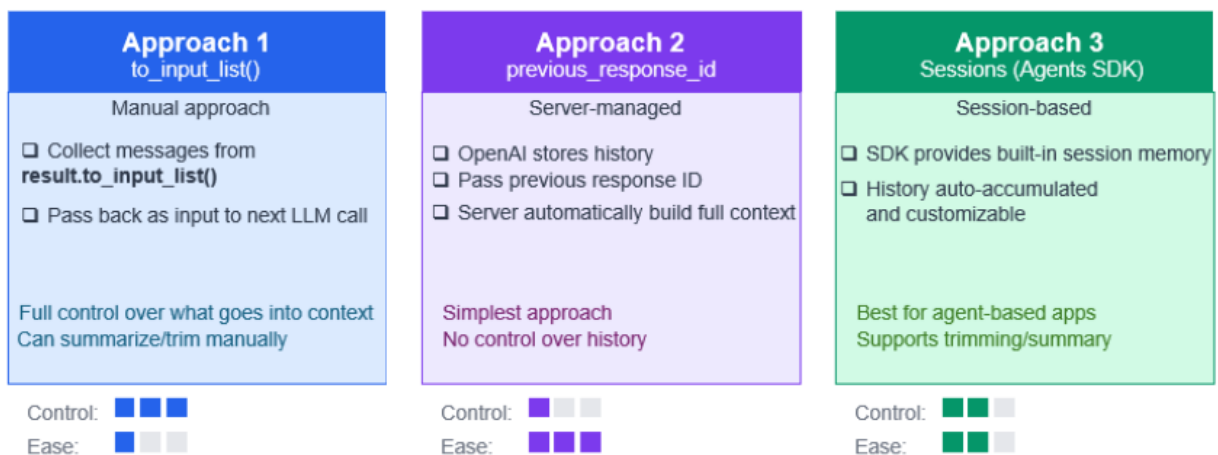 Approach 1
to_input_list()
Manual approach
❑ Collect messages from
result.to_input_list()
❑ Pass back as input to next LLM call
Full control over what goes into context
Can summarize/trim manually
Control:
Ease:
Approach 2
previous_response_id
Server-managed
❑ OpenAI stores history
❑ Pass previous response ID
❑ Server automatically build full context
Simplest approach
No control over history
Control:
Ease:
Approach 3
Sessions (Agents SDK)
Session-based
❑ SDK provides built-in session memory
❑ History auto-accumulated
and customizable
Best for agent-based apps
Supports trimming/summary
Control:
Ease: